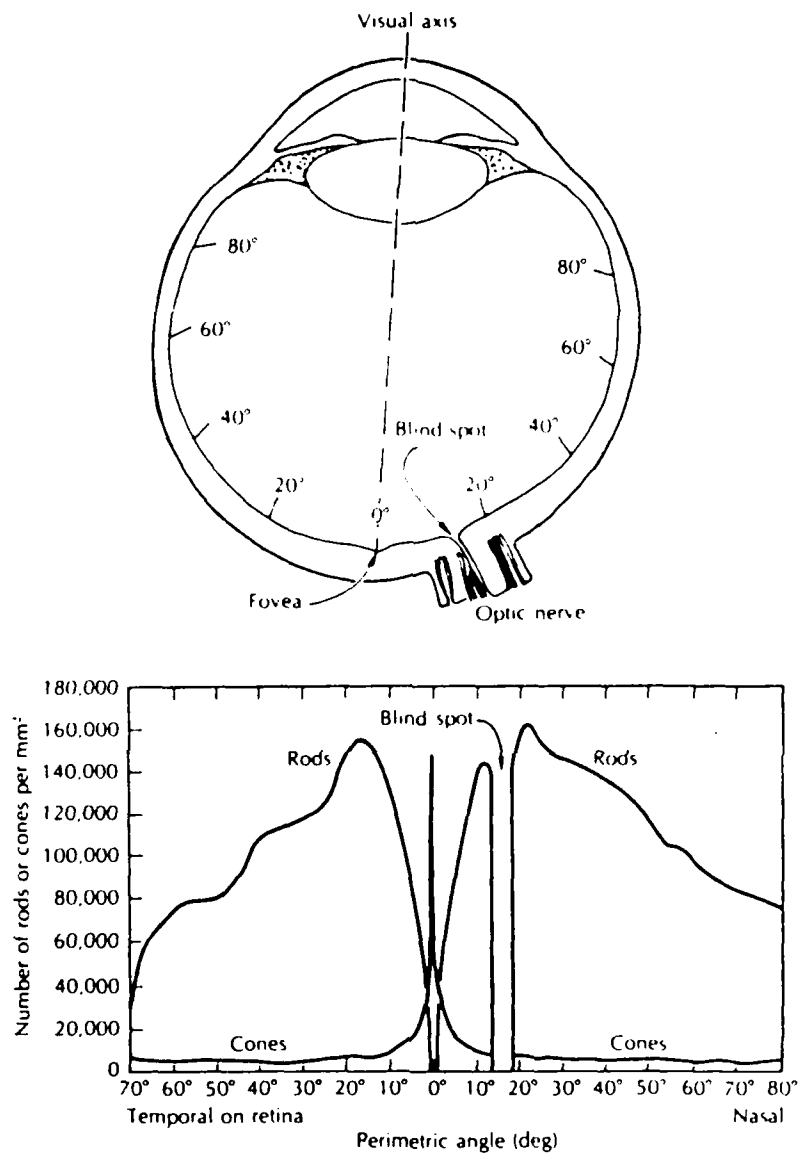 Visual axis
80°
80°
60°
60°
40°
Blind spot
40°
20°
0°
20°
Fovea
Optic nerve
180,000
160,000
140,000
120,000
100,000
80,000
60,000
40,000
20,000
0
Number of rods or cones per mm²
Blind spot
Rods
Rods
Cones
Cones
70° 60° 50° 40° 30° 20° 10° 0° 10° 20° 30° 40° 50° 60° 70° 80°
Temporal on retina Nasal
Perimetric angle (deg)